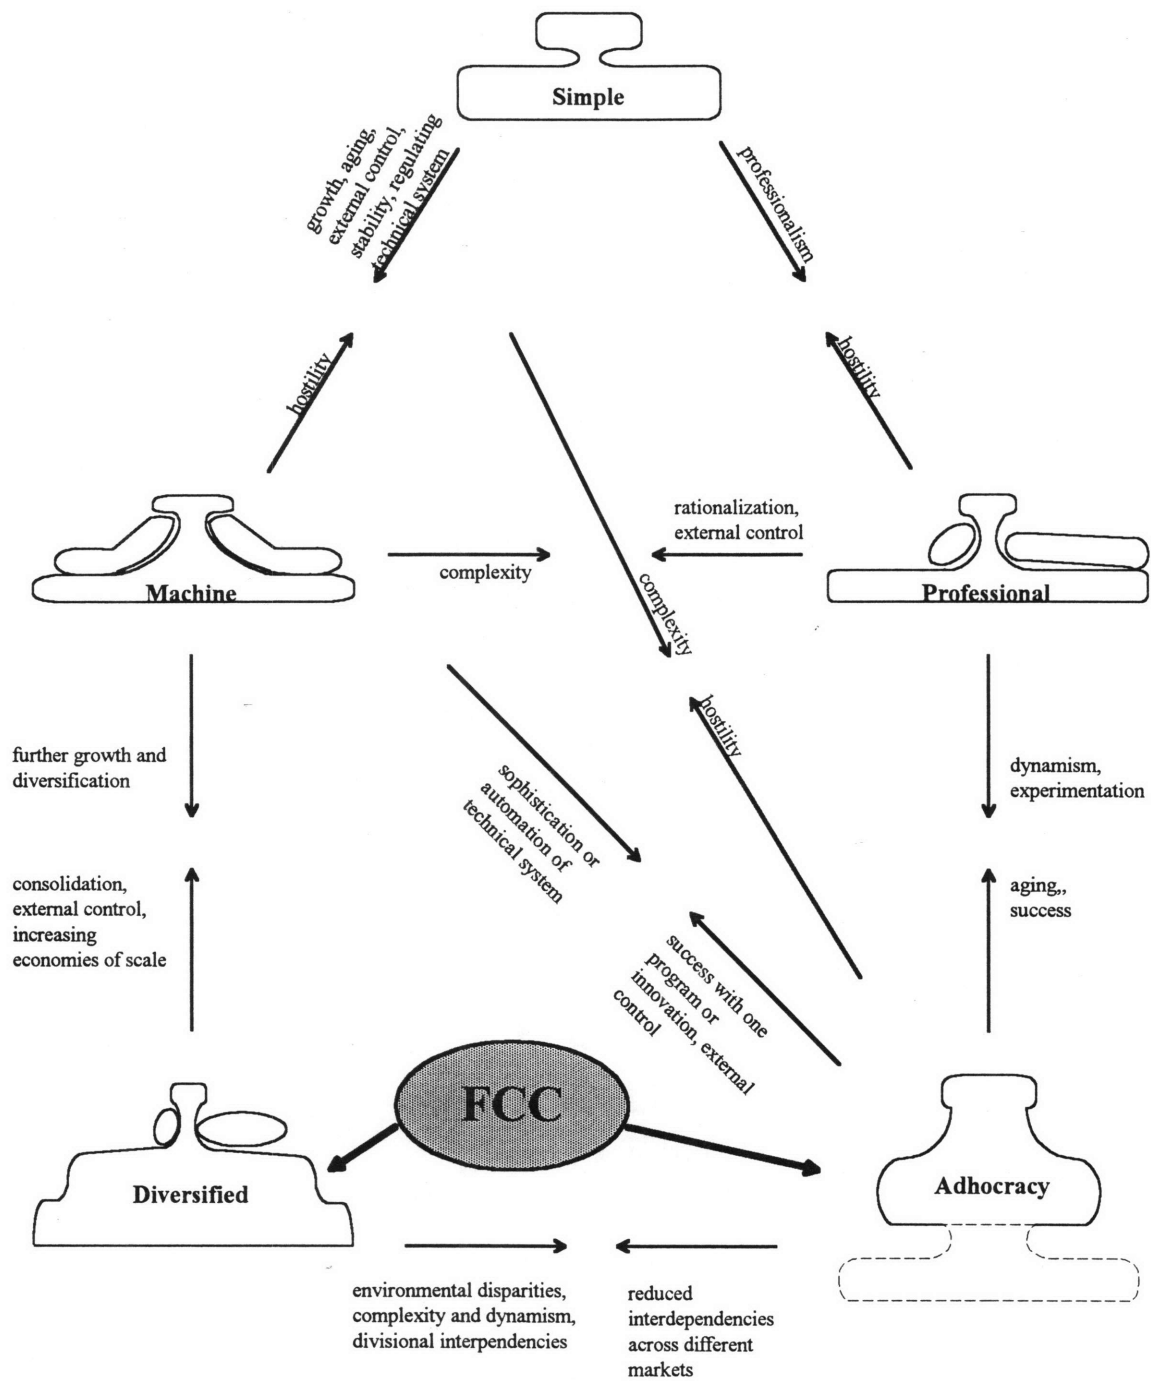 Simple
growth, aging,
external control,
stability, regulating
technical system
professionalism
hostility
hostility
rationalization,
external control
complexity
Machine
Professional
complexity
hostility
further growth and
diversification
sophistication or
automation of
technical system
dynamism,
experimentation
consolidation,
external control,
increasing
economies of scale
aging,,
success
success with one
program or
innovation, external
control
FCC
Diversified
Adhocracy
environmental disparities,
complexity and dynamism,
divisional interpendencies
reduced
interdependencies
across different
markets